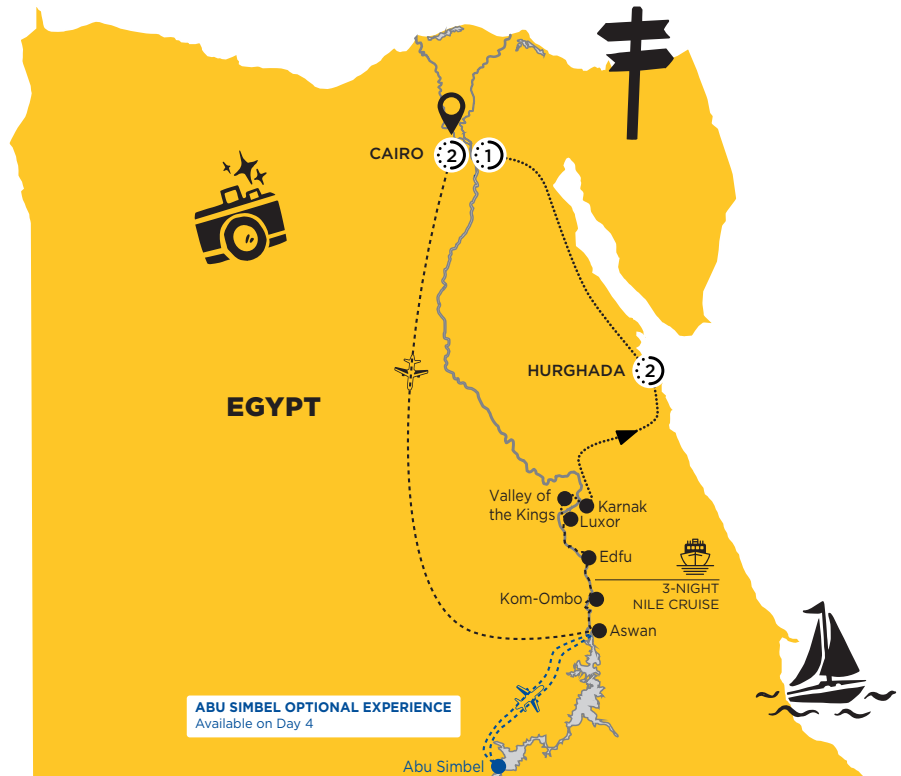 CAIRO
2
1
HURGHADA
2
EGYPT
Valley of
the Kings
Karnak
Luxor
Edfu
3-NIGHT
NILE CRUISE
Kom-Ombo
Aswan
ABU SIMBEL OPTIONAL EXPERIENCE
Available on Day 4
Abu Simbel